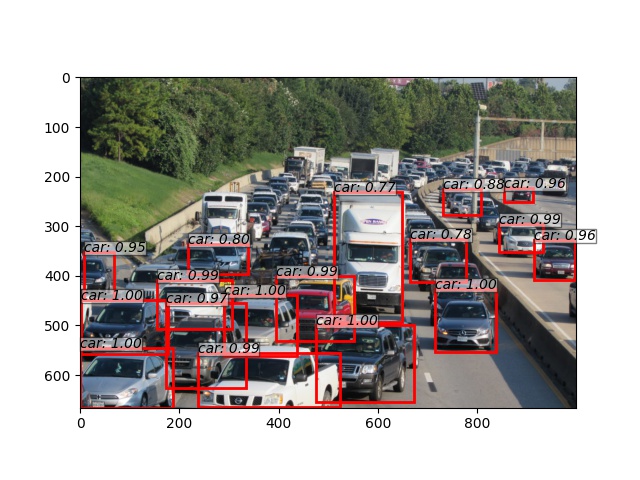 0
100
200
300
400
500
600
0
200
400
600
800
car: 0.77
car: 0.88
car: 0.96
car: 0.99
car: 0.96
car: 0.78
car: 0.80
car: 0.95
car: 0.99
car: 0.99
car: 1.00
car: 0.97
car: 1.00
car: 1.00
car: 1.00
car: 1.00
car: 0.99